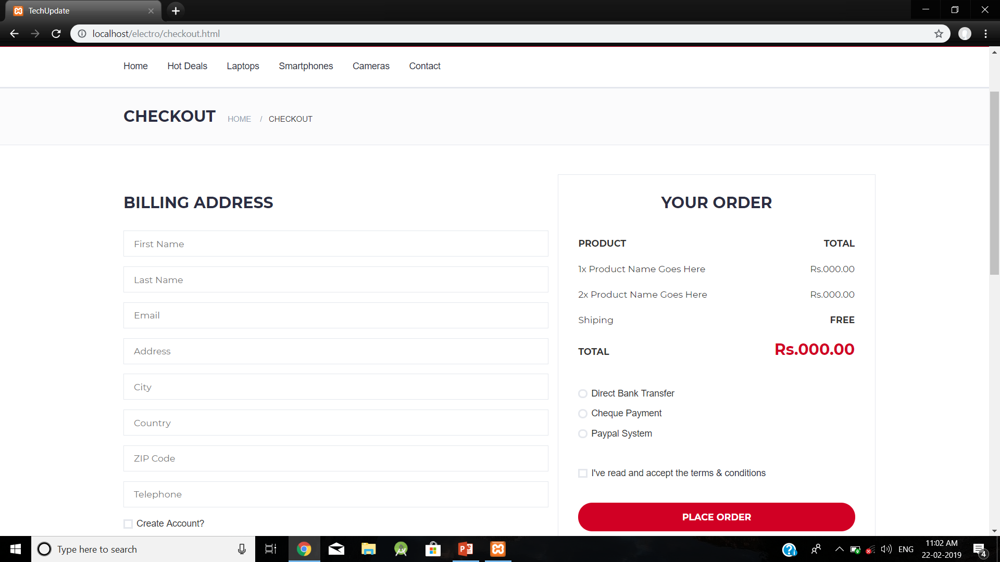 TechUpdate
localhost/electro/checkout.html
Home Hot Deals Laptops Smartphones Cameras Contact
CHECKOUT HOME / CHECKOUT
BILLING ADDRESS
First Name
Last Name
Email
Address
City
Country
ZIP Code
Telephone
Create Account?
YOUR ORDER
PRODUCT TOTAL
1x Product Name Goes Here Rs.000.00
2x Product Name Goes Here Rs.000.00
Shiping FREE
TOTAL Rs.000.00
Direct Bank Transfer
Cheque Payment
Paypal System
I've read and accept the terms & conditions
PLACE ORDER
Type here to search
ENG
11:02 AM
22-02-2019
4